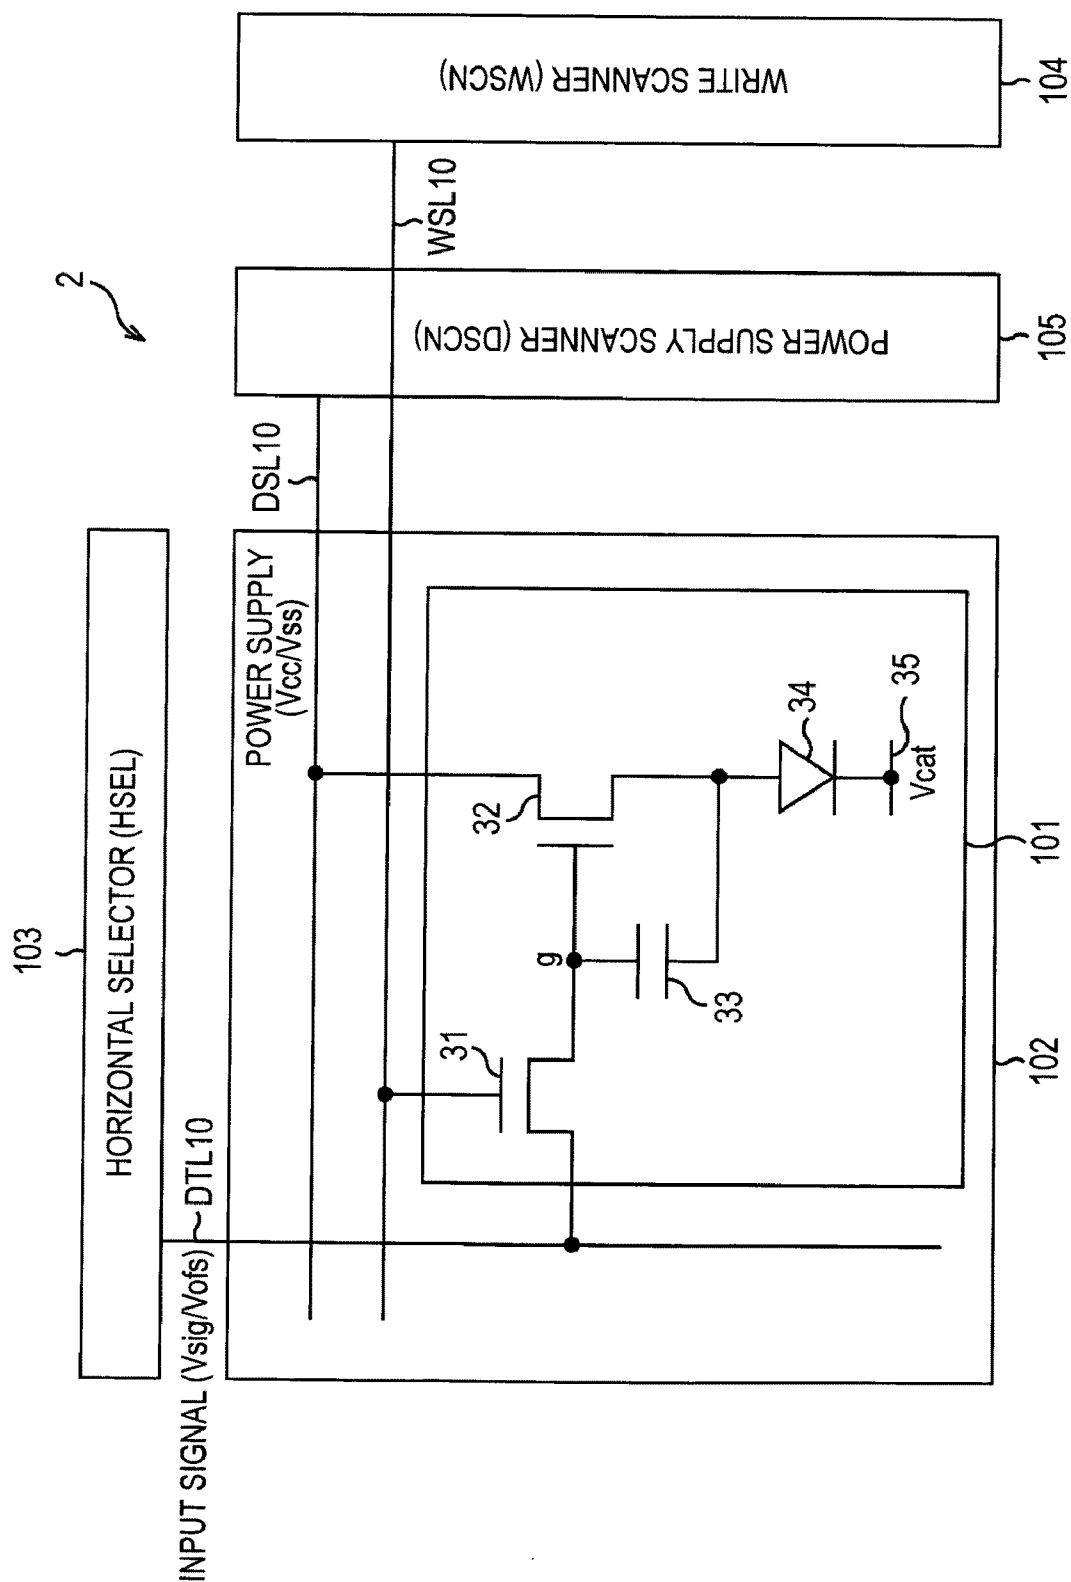 2
103
HORIZONTAL SELECTOR (HSEL)
INPUT SIGNAL (Vsig/Vofs)
DTL10
POWER SUPPLY
(Vcc/Vss)
DSL10
WSL10
POWER SUPPLY SCANNER (DSCN)
105
WRITE SCANNER (WSCN)
104
31
g
32
33
34
35
Vcat
101
102